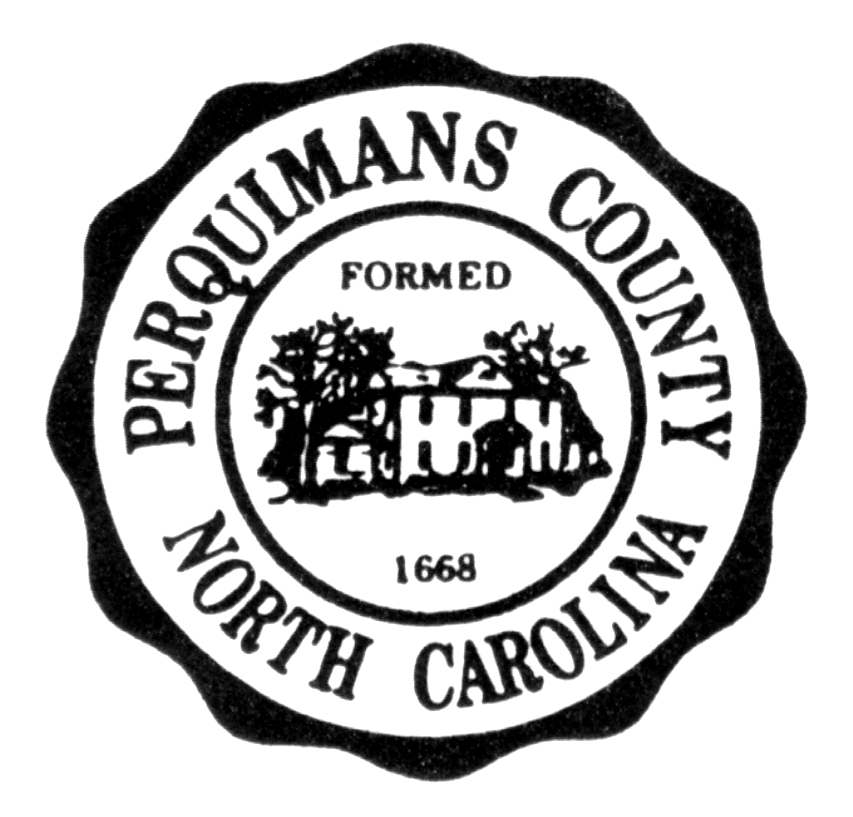 PERQUIMANS COUNTY
FORMED
1668
NORTH CAROLINA